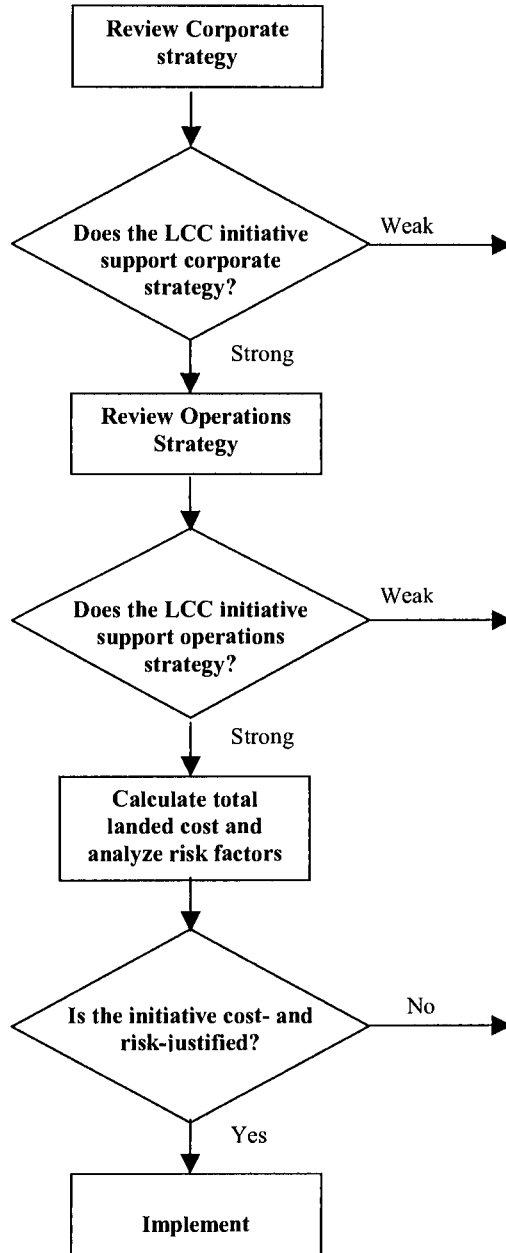 Review Corporate
strategy
Does the LCC initiative
support corporate
strategy?
Weak
Strong
Review Operations
Strategy
Does the LCC initiative
support operations
strategy?
Weak
Strong
Calculate total
landed cost and
analyze risk factors
Is the initiative cost- and
risk-justified?
No
Yes
Implement